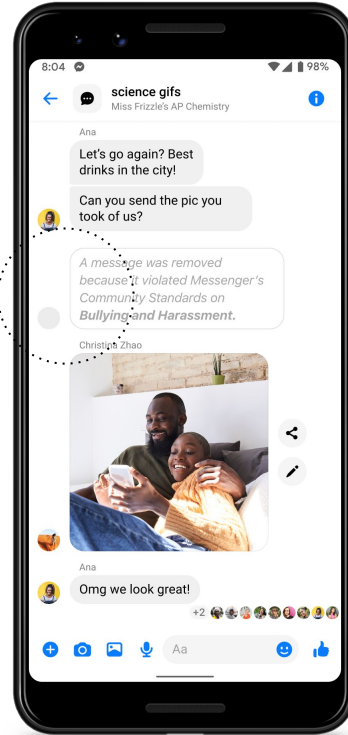 8:04
98%
science gifs
Miss Frizzle's AP Chemistry
Ana
Let's go again? Best
drinks in the city!
Can you send the pic you
took of us?
A message was removed
because it violated Messenger's
Community Standards on
Bullying and Harassment.
Christina Zhao
Ana
Omg we look great!
+2
Aa